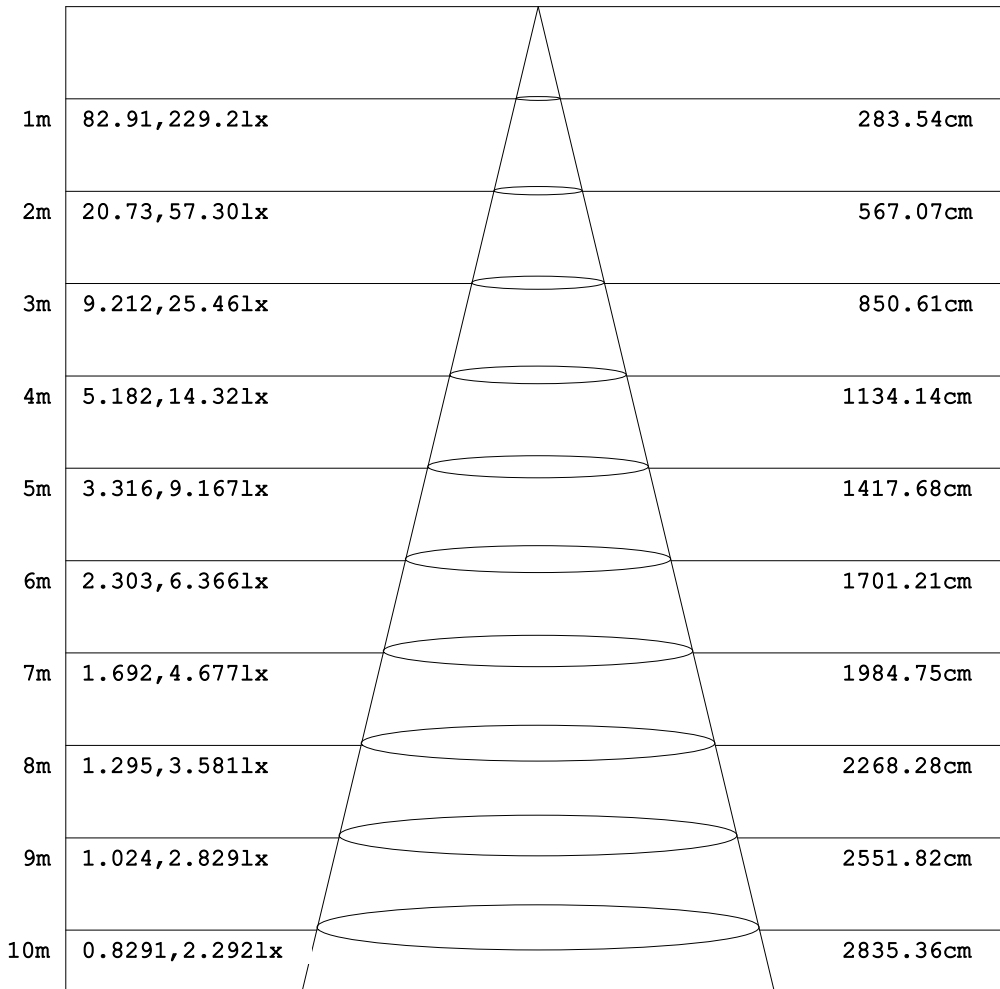 1m 82.91,229.2lx 283.54cm
2m 20.73,57.30lx 567.07cm
3m 9.212,25.46lx 850.61cm
4m 5.182,14.32lx 1134.14cm
5m 3.316,9.167lx 1417.68cm
6m 2.303,6.366lx 1701.21cm
7m 1.692,4.677lx 1984.75cm
8m 1.295,3.581lx 2268.28cm
9m 1.024,2.829lx 2551.82cm
10m 0.8291,2.292lx 2835.36cm